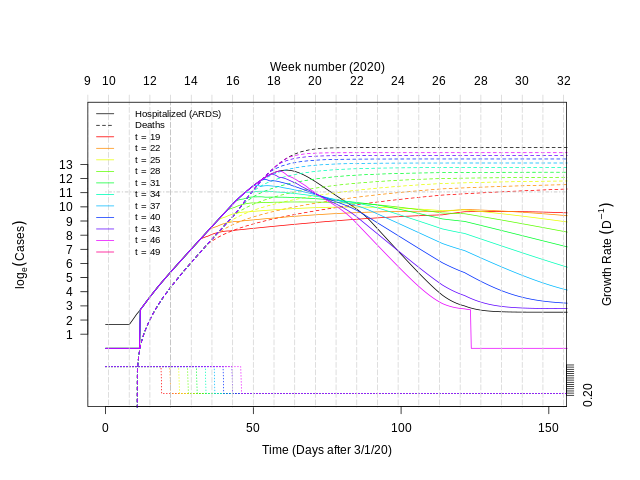 Week number (2020)
9 10 12 14 16 18 20 22 24 26 28 30 32
Hospitalized (ARDS)
Deaths
t = 19
t = 22
t = 25
t = 28
t = 31
t = 34
t = 37
t = 40
t = 43
t = 46
t = 49
13
12
11
10
9
8
7
6
5
4
3
2
1
logₑ(Cases)
Growth Rate (D⁻¹)
0.20
0 50 100 150
Time (Days after 3/1/20)